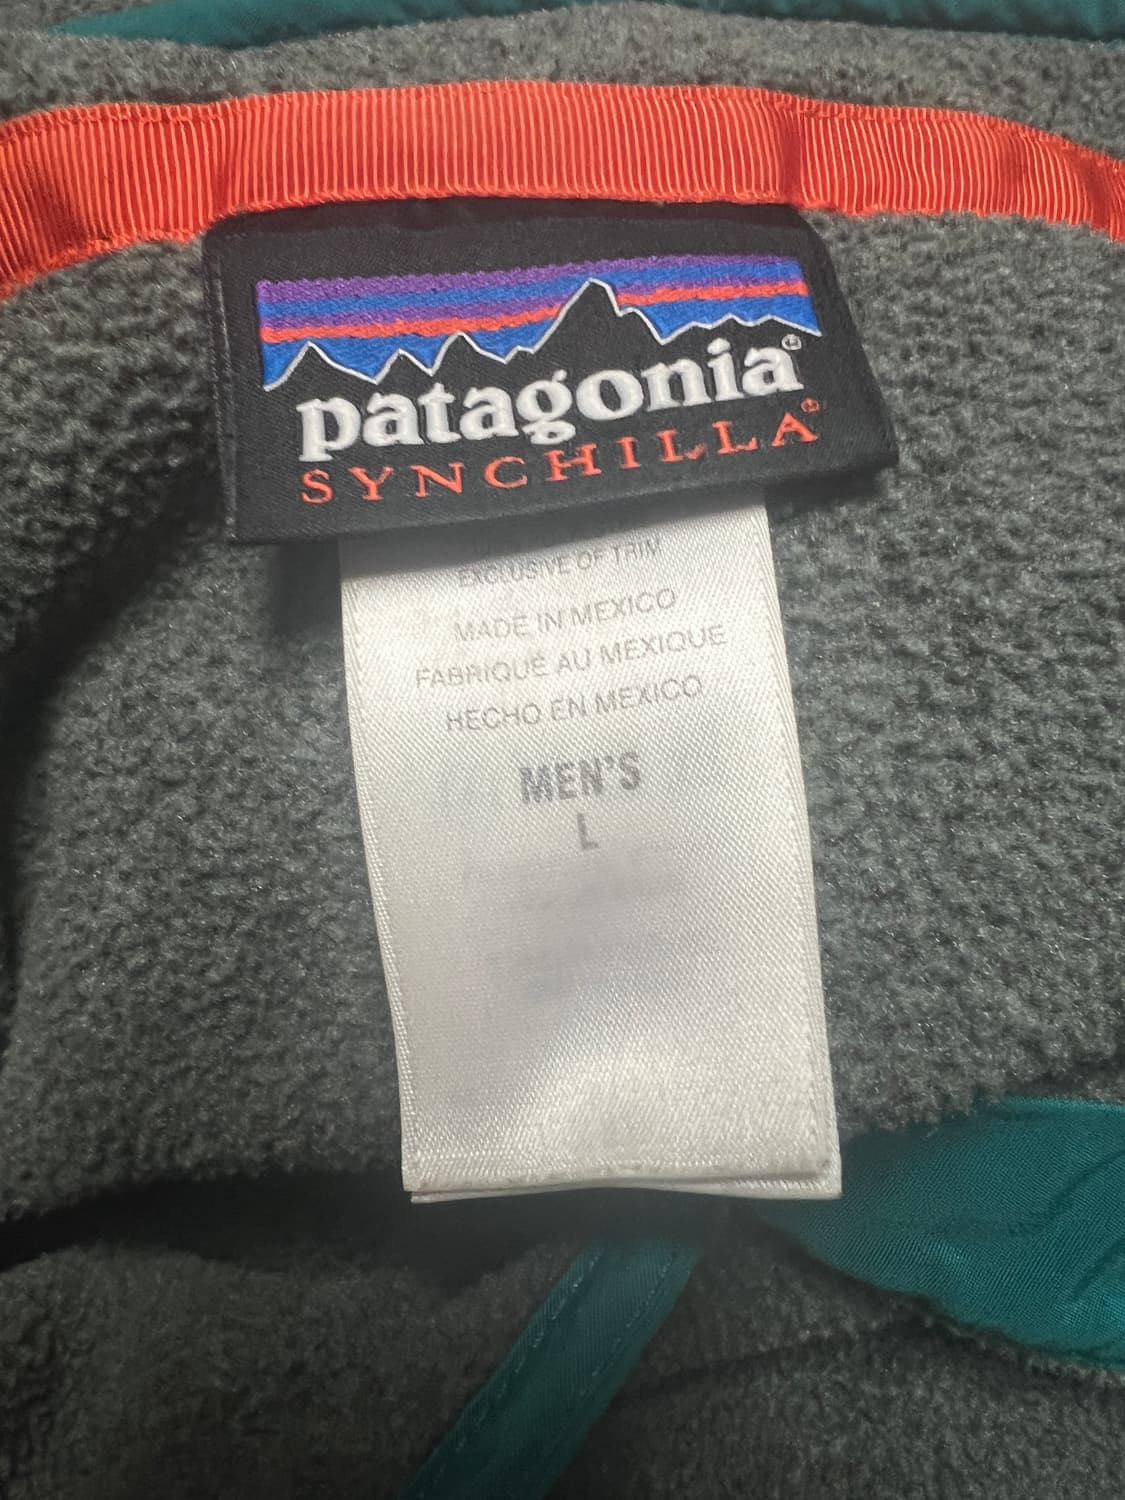 patagonia®
SYNCHILLA®
EXCLUSIVE OF TRIM
MADE IN MEXICO
FABRIQUÉ AU MEXIQUE
HECHO EN MEXICO
MEN'S
L